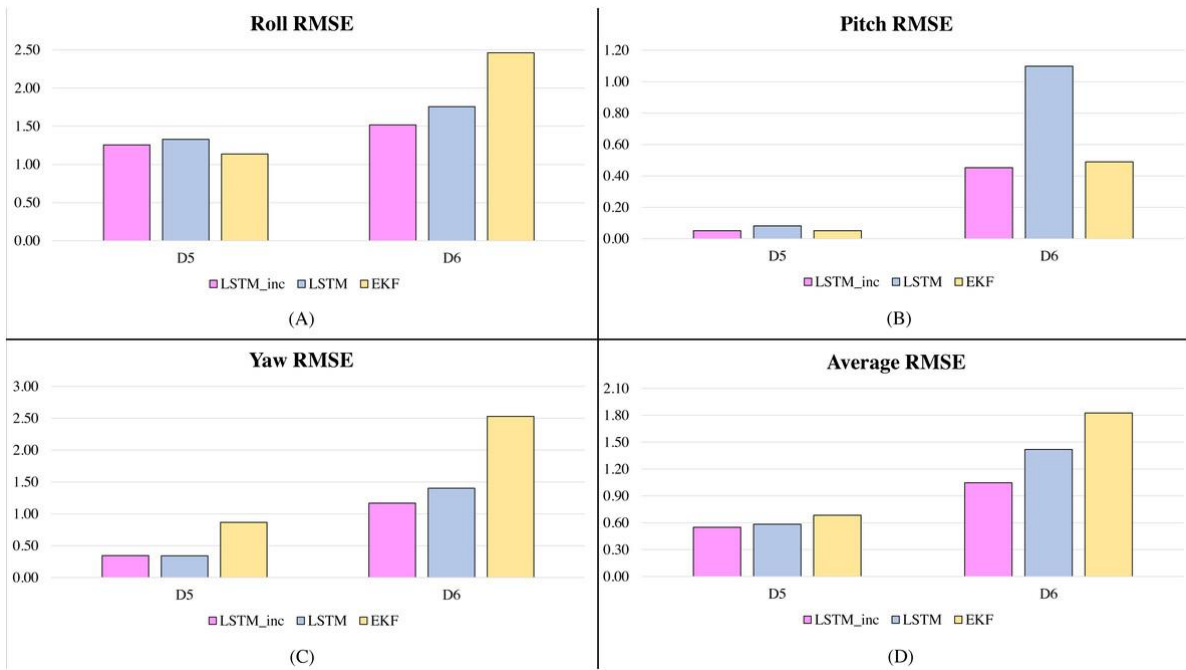 Roll RMSE
2.50
2.00
1.50
1.00
0.50
0.00
D5 D6
LSTM_inc LSTM EKF
(A)
Pitch RMSE
1.20
1.00
0.80
0.60
0.40
0.20
0.00
D5 D6
LSTM_inc LSTM EKF
(B)
Yaw RMSE
3.00
2.50
2.00
1.50
1.00
0.50
0.00
D5 D6
LSTM_inc LSTM EKF
(C)
Average RMSE
2.10
1.80
1.50
1.20
0.90
0.60
0.30
0.00
D5 D6
LSTM_inc LSTM EKF
(D)